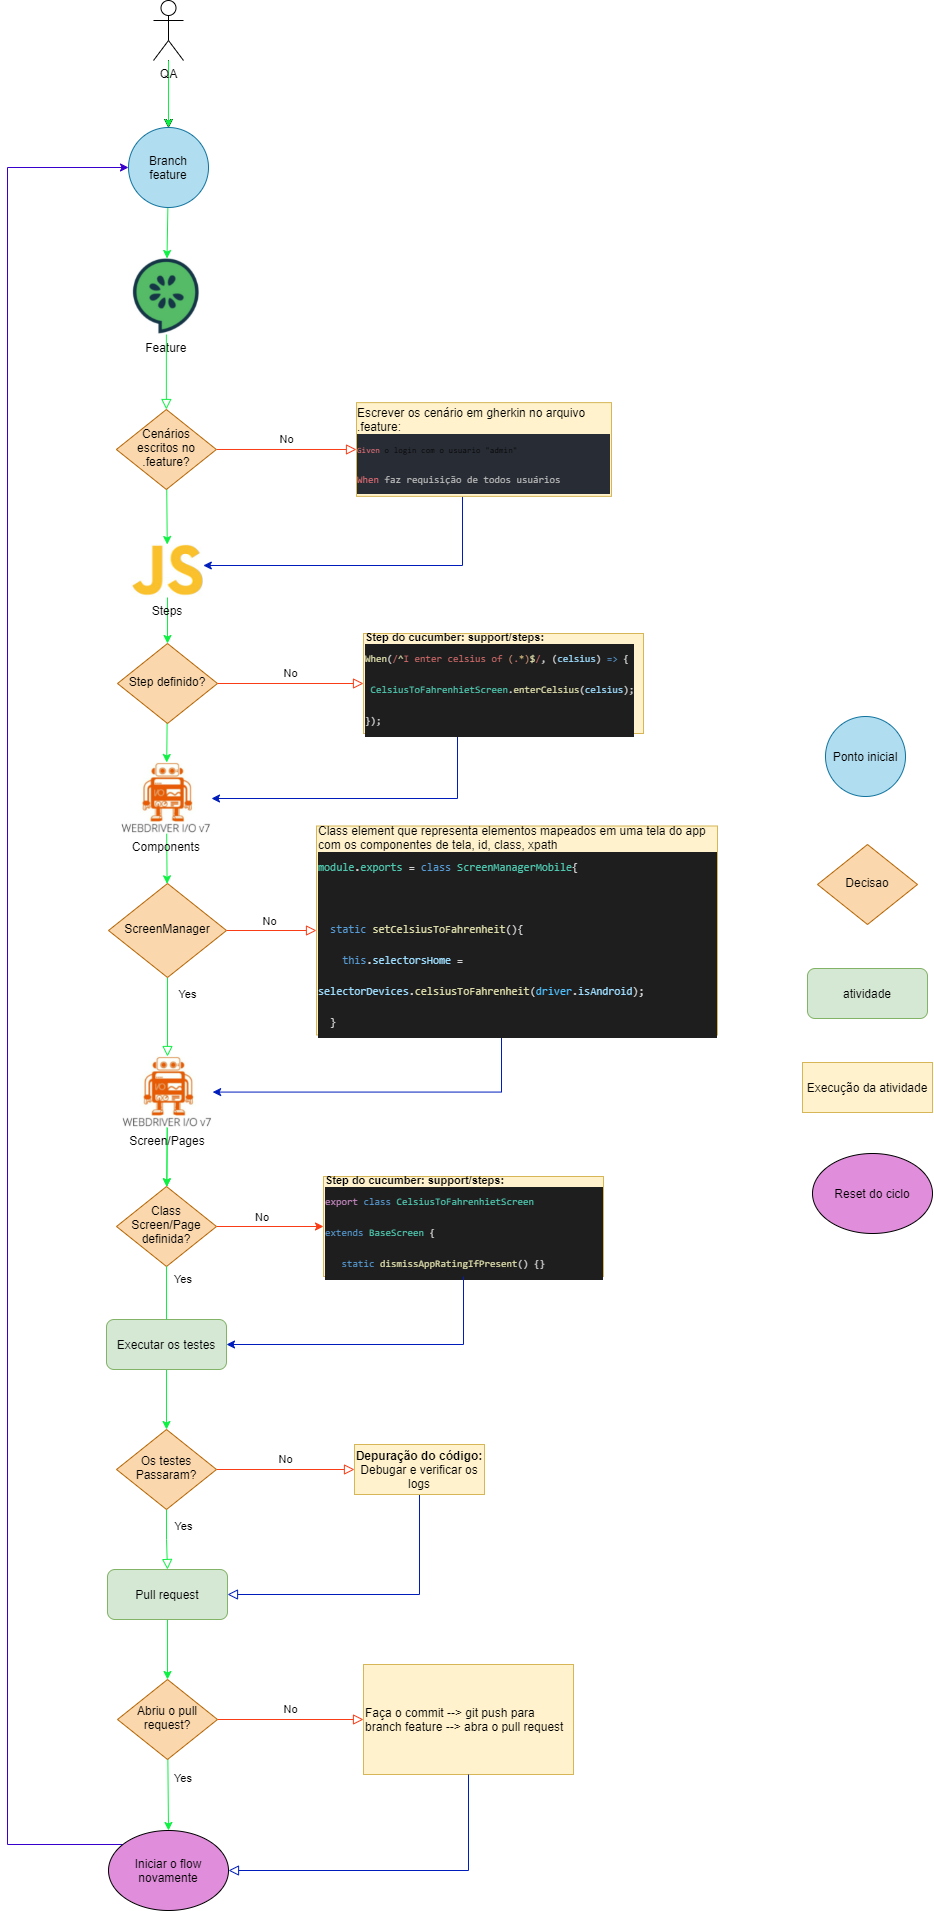 QA
Branch
feature
Feature
Cenários
escritos no
.feature?
No
Escrever os cenário em gherkin no arquivo
.feature:
Given o login com o usuario "admin"
When faz requisição de todos usuários
JS
Steps
Step definido?
No
Step do cucumber: support/steps:
When(/^I enter celsius of (.*)$/, (celsius) => {
CelsiusToFahrenhietScreen.enterCelsius(celsius);
});
WEBDRIVER I/O v7
Components
ScreenManager
No
Yes
Class element que representa elementos mapeados em uma tela do app
com os componentes de tela, id, class, xpath
module.exports = class ScreenManagerMobile{
static setCelsiusToFahrenheit(){
this.selectorsHome =
selectorDevices.celsiusToFahrenheit(driver.isAndroid);
}
WEBDRIVER I/O v7
Screen/Pages
Class
Screen/Page
definida?
No
Yes
Step do cucumber: support/steps:
export class CelsiusToFahrenhietScreen
extends BaseScreen {
static dismissAppRatingIfPresent() {}
Executar os testes
Os testes
Passaram?
No
Yes
Depuração do código:
Debugar e verificar os
logs
Pull request
Abriu o pull
request?
No
Yes
Faça o commit --> git push para
branch feature --> abra o pull request
Iniciar o flow
novamente
Ponto inicial
Decisao
atividade
Execução da atividade
Reset do ciclo